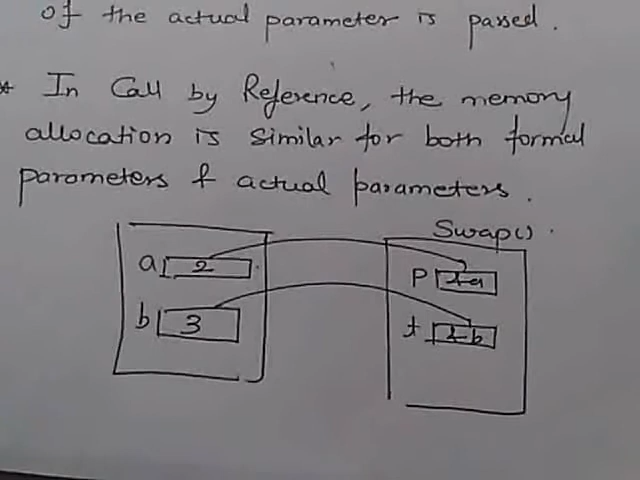 of the actual parameter is passed.
* In Call by Reference, the memory
allocation is similar for both formal
parameters & actual parameters.
Swap().
a 2
p &a
b 3
t &b